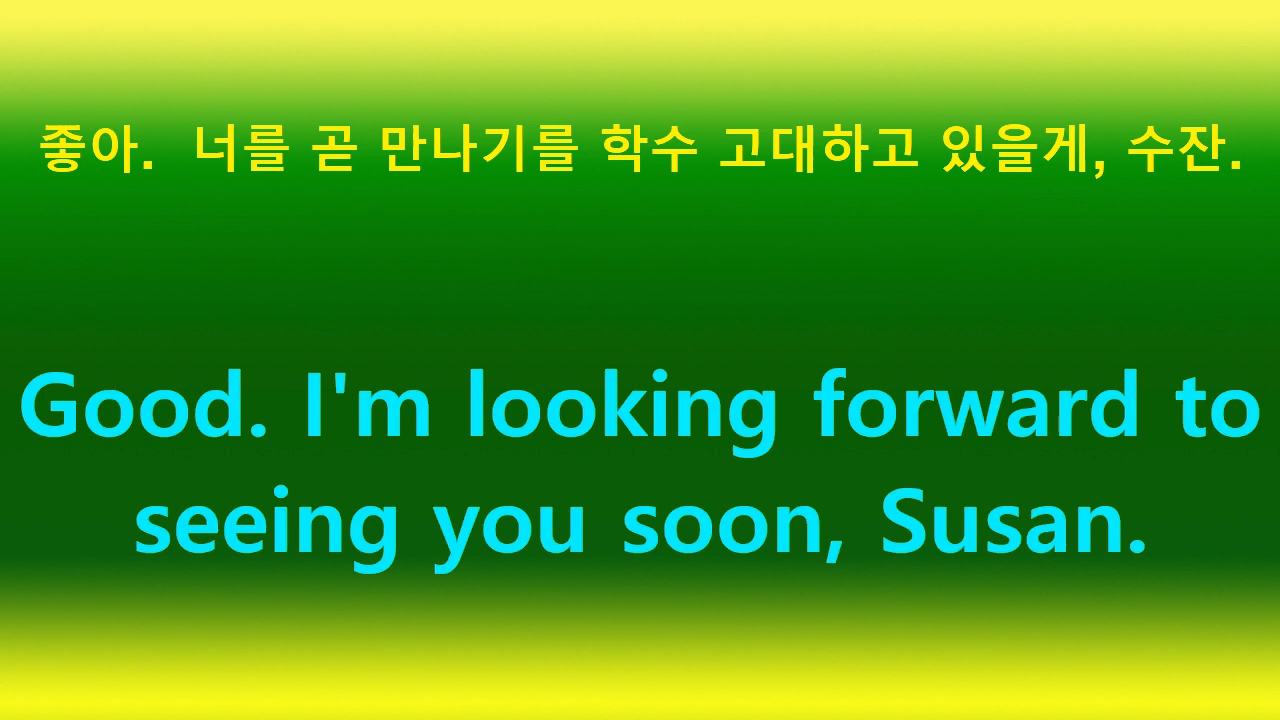 좋아. 너를 곧 만나기를 학수 고대하고 있을게, 수잔.
Good. I'm looking forward to
seeing you soon, Susan.